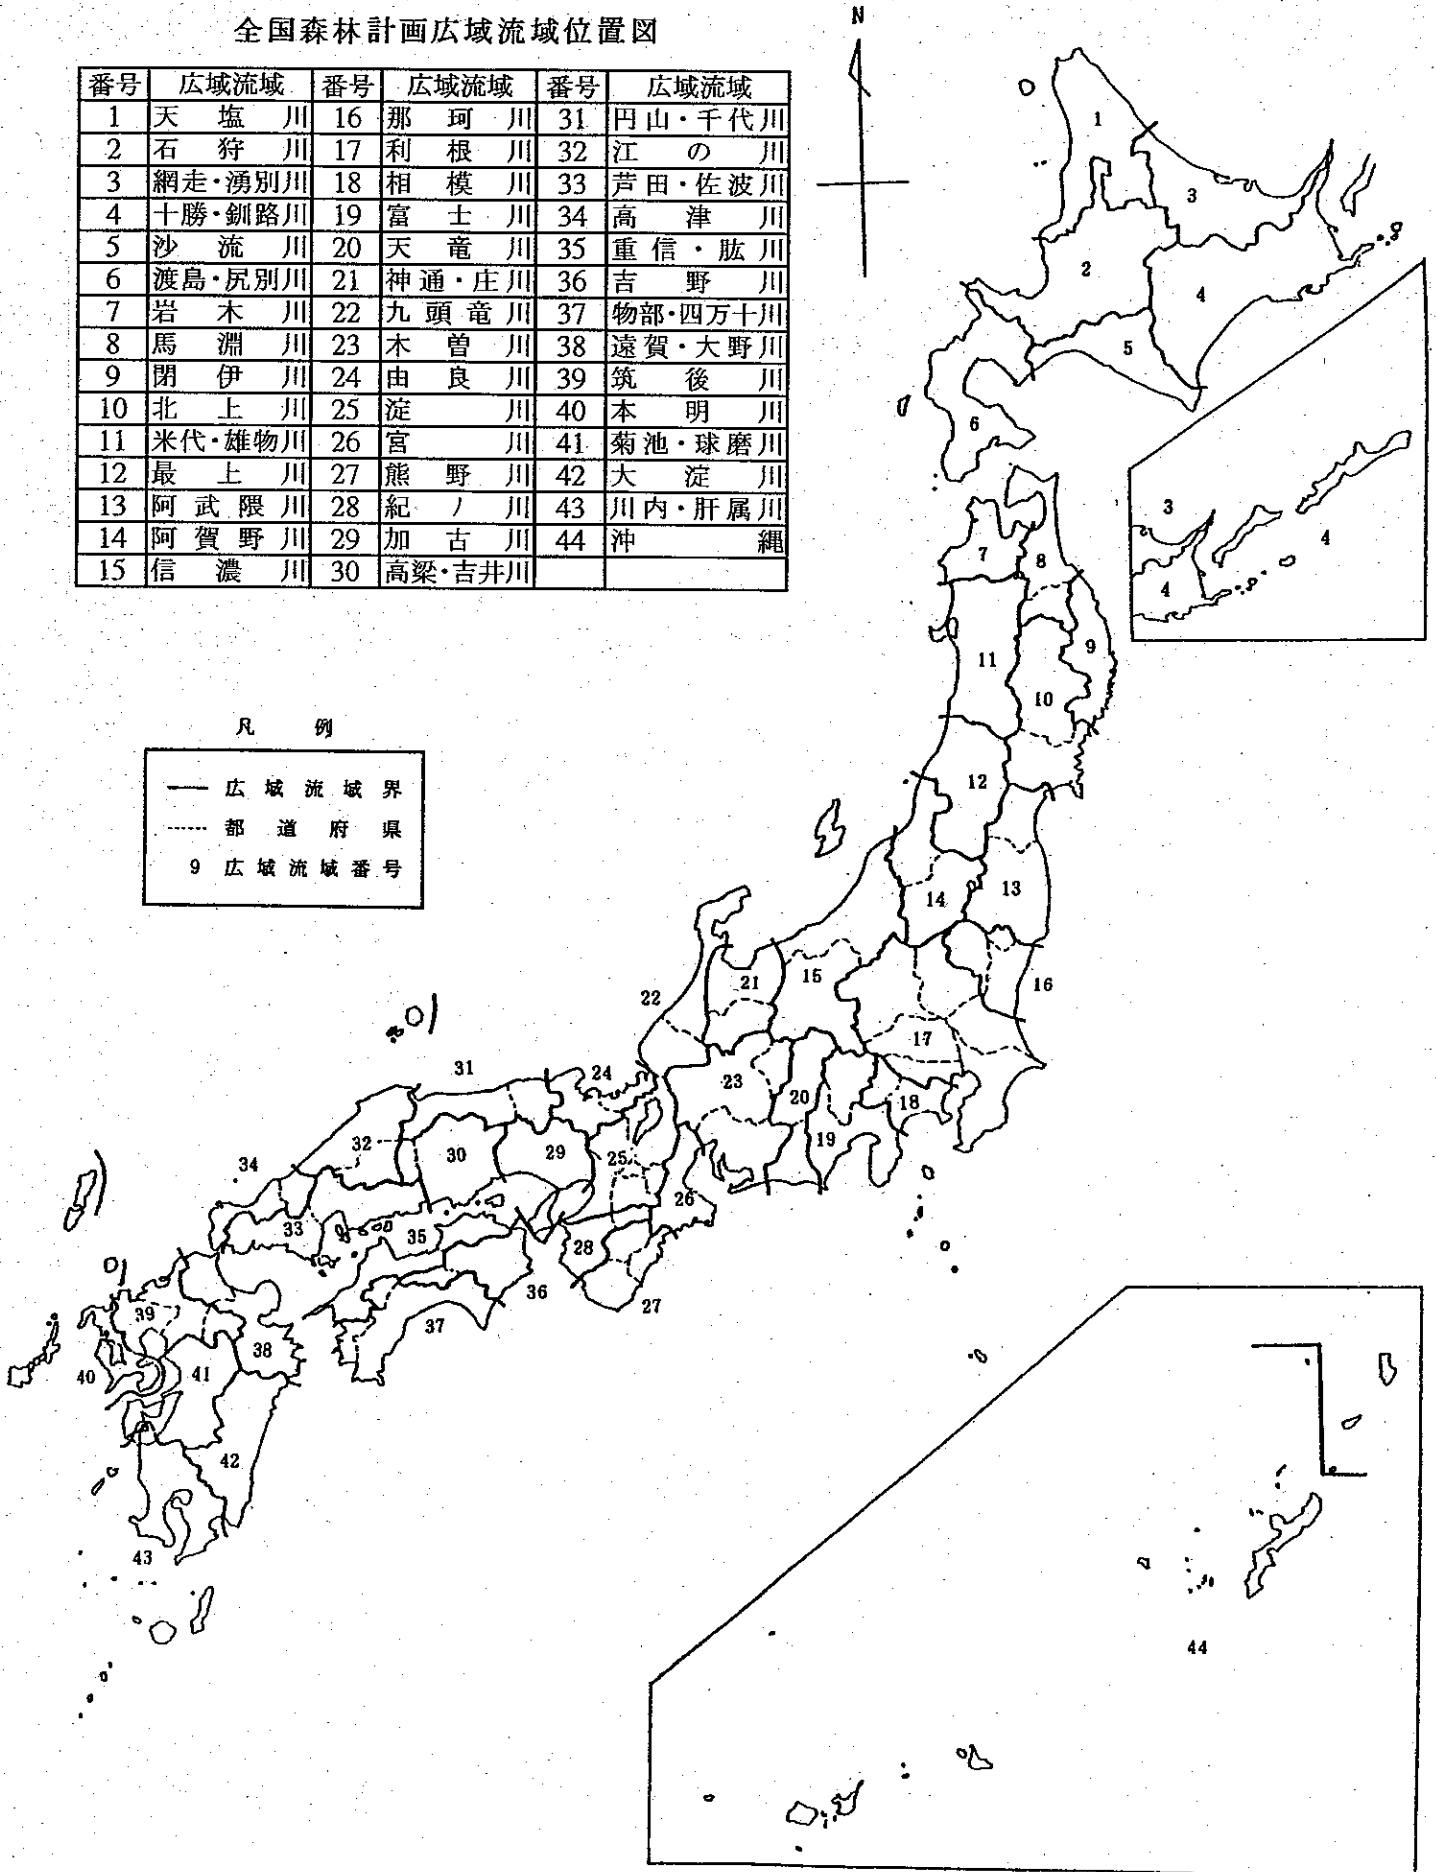 全国森林計画広域流域位置図
番号 広域流域 番号 広域流域 番号 広域流域
1 天塩川 16 那珂川 31 円山・千代川
2 石狩川 17 利根川 32 江の川
3 網走・湧別川 18 相模川 33 芦田・佐波川
4 十勝・釧路川 19 富士川 34 高津川
5 沙流川 20 天竜川 35 重信・肱川
6 渡島・尻別川 21 神通・庄川 36 吉野川
7 岩木川 22 九頭竜川 37 物部・四万十川
8 馬淵川 23 木曽川 38 遠賀・大野川
9 閉伊川 24 由良川 39 筑後川
10 北上川 25 淀川 40 本明川
11 米代・雄物川 26 宮川 41 菊池・球磨川
12 最上川 27 熊野川 42 大淀川
13 阿武隈川 28 紀ノ川 43 川内・肝属川
14 阿賀野川 29 加古川 44 沖縄
15 信濃川 30 高梁・吉井川
凡例
広域流域界
都道府県
9 広域流域番号
N
1
3
2
4
5
6
3
4
4
7
8
9
11
10
12
13
14
15
21
16
22
17
31
24
23
20
18
32
30
29
19
34
25
26
33
35
28
36
27
39
37
38
40
41
42
43
44